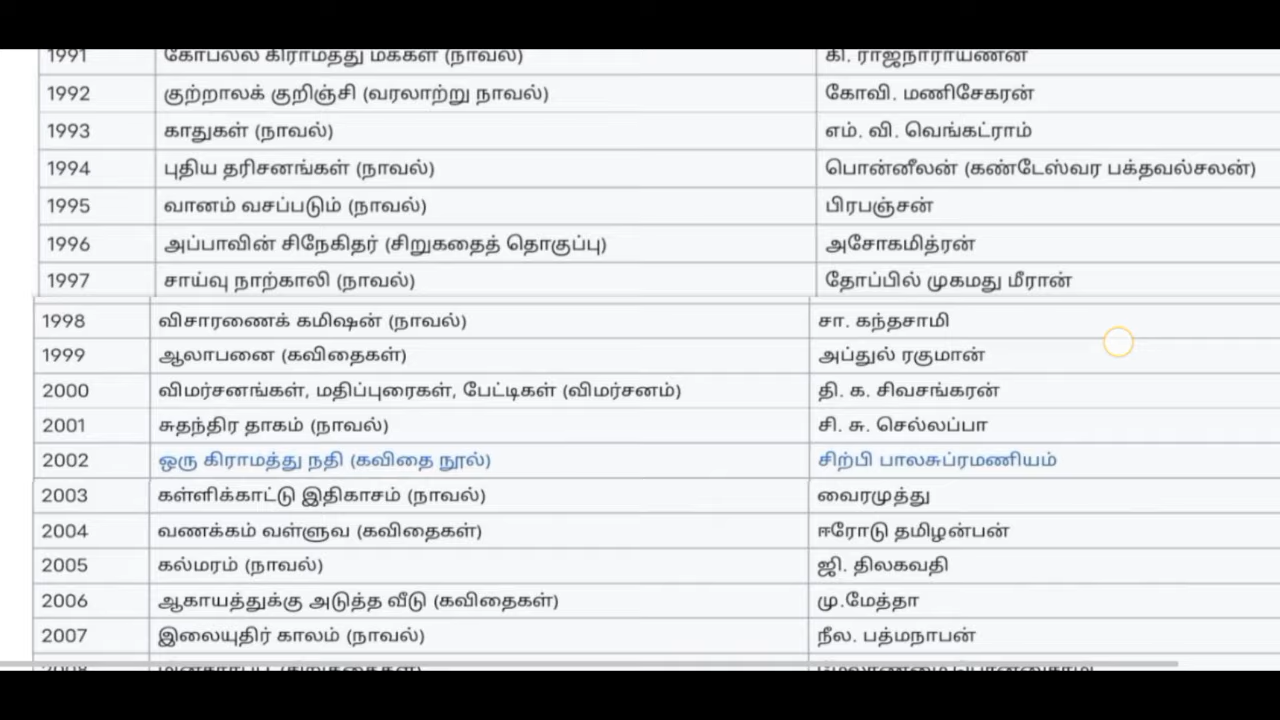 1991 கோபல்ல கிராமத்து மக்கள் (நாவல்) கி. ராஜநாராயணன்
1992 குற்றாலக் குறிஞ்சி (வரலாற்று நாவல்) கோவி. மணிசேகரன்
1993 காதுகள் (நாவல்) எம். வி. வெங்கட்ராம்
1994 புதிய தரிசனங்கள் (நாவல்) பொன்னீலன் (கண்டேஸ்வர பக்தவல்சலன்)
1995 வானம் வசப்படும் (நாவல்) பிரபஞ்சன்
1996 அப்பாவின் சிநேகிதர் (சிறுகதைத் தொகுப்பு) அசோகமித்ரன்
1997 சாய்வு நாற்காலி (நாவல்) தோப்பில் முகமது மீரான்
1998 விசாரணைக் கமிஷன் (நாவல்) சா. கந்தசாமி
1999 ஆலாபனை (கவிதைகள்) அப்துல் ரகுமான்
2000 விமர்சனங்கள், மதிப்புரைகள், பேட்டிகள் (விமர்சனம்) தி. க. சிவசங்கரன்
2001 சுதந்திர தாகம் (நாவல்) சி. சு. செல்லப்பா
2002 ஒரு கிராமத்து நதி (கவிதை நூல்) சிற்பி பாலசுப்ரமணியம்
2003 கள்ளிக்காட்டு இதிகாசம் (நாவல்) வைரமுத்து
2004 வணக்கம் வள்ளுவ (கவிதைகள்) ஈரோடு தமிழன்பன்
2005 கல்மரம் (நாவல்) ஜி. திலகவதி
2006 ஆகாயத்துக்கு அடுத்த வீடு (கவிதைகள்) மு.மேத்தா
2007 இலையுதிர் காலம் (நாவல்) நீல. பத்மநாபன்